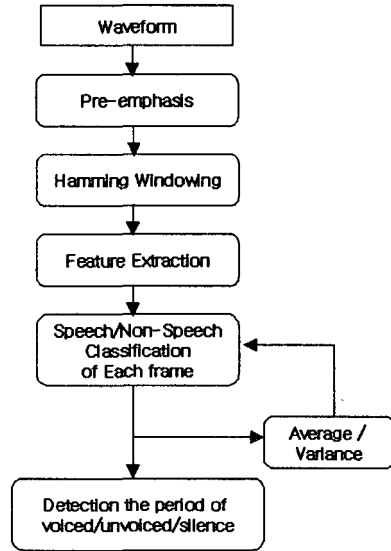 Waveform
Pre-emphasis
Hamming Windowing
Feature Extraction
Speech/Non-Speech
Classification
of Each frame
Average /
Variance
Detection the period of
voiced/unvoiced/silence